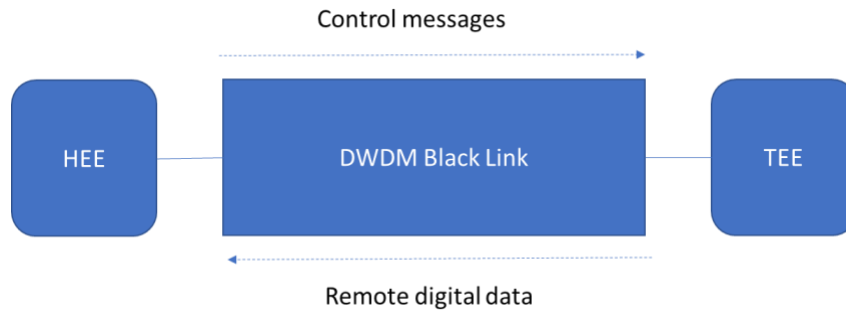 Control messages
HEE
DWDM Black Link
TEE
Remote digital data